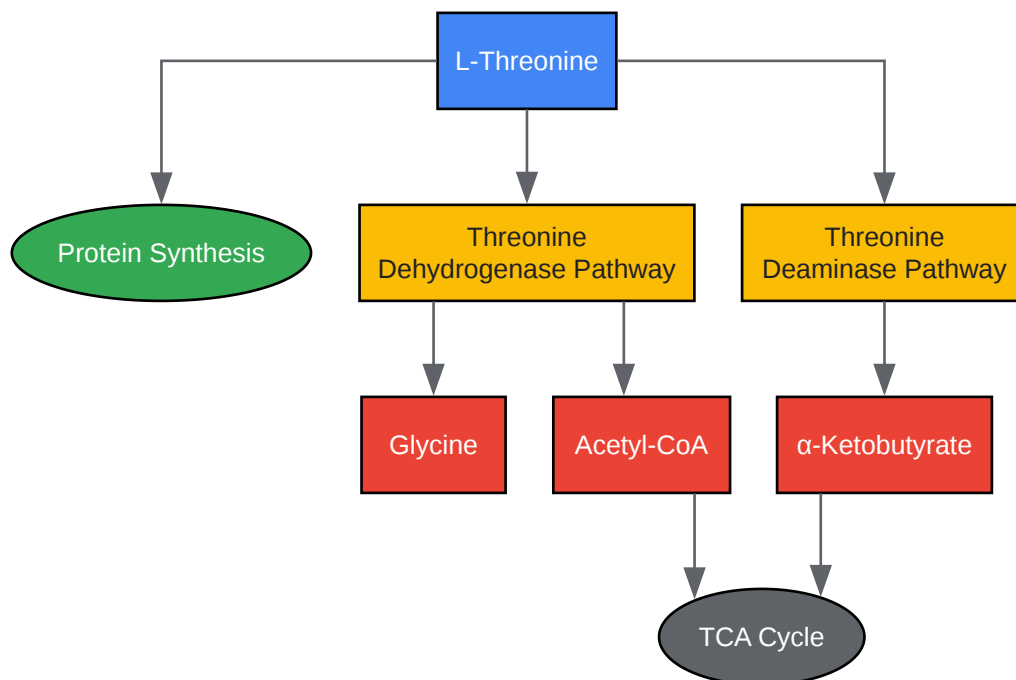 L-Threonine
Protein Synthesis
Threonine
Dehydrogenase Pathway
Threonine
Deaminase Pathway
Glycine
Acetyl-CoA
α-Ketobutyrate
TCA Cycle